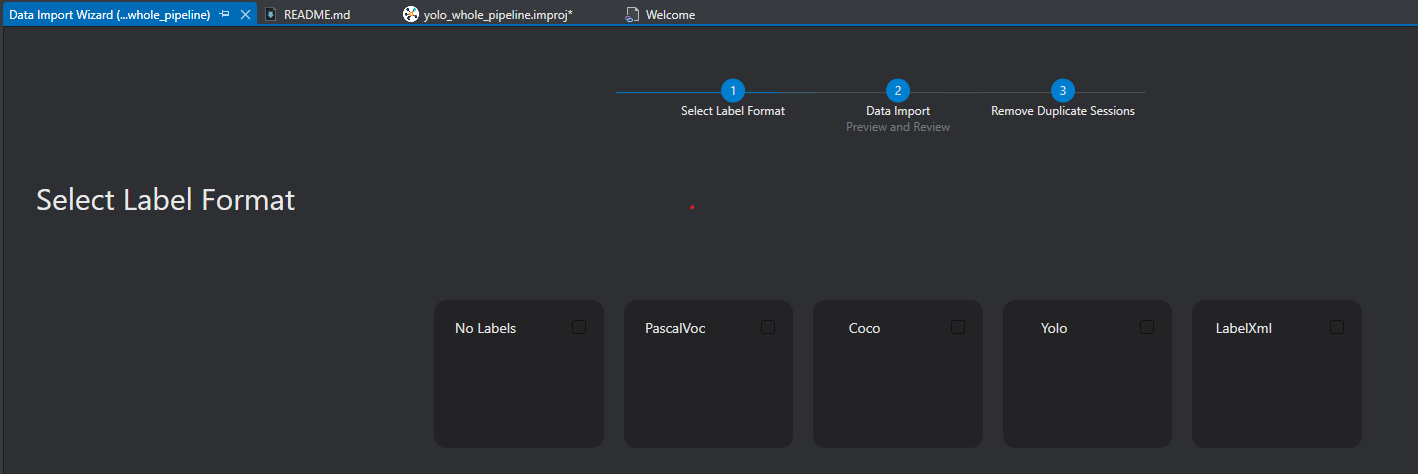 Data Import Wizard (...whole_pipeline) README.md yolo_whole_pipeline.improj* Welcome
1 2 3
Select Label Format Data Import Remove Duplicate Sessions
Preview and Review
Select Label Format
No Labels PascalVoc Coco Yolo LabelXml